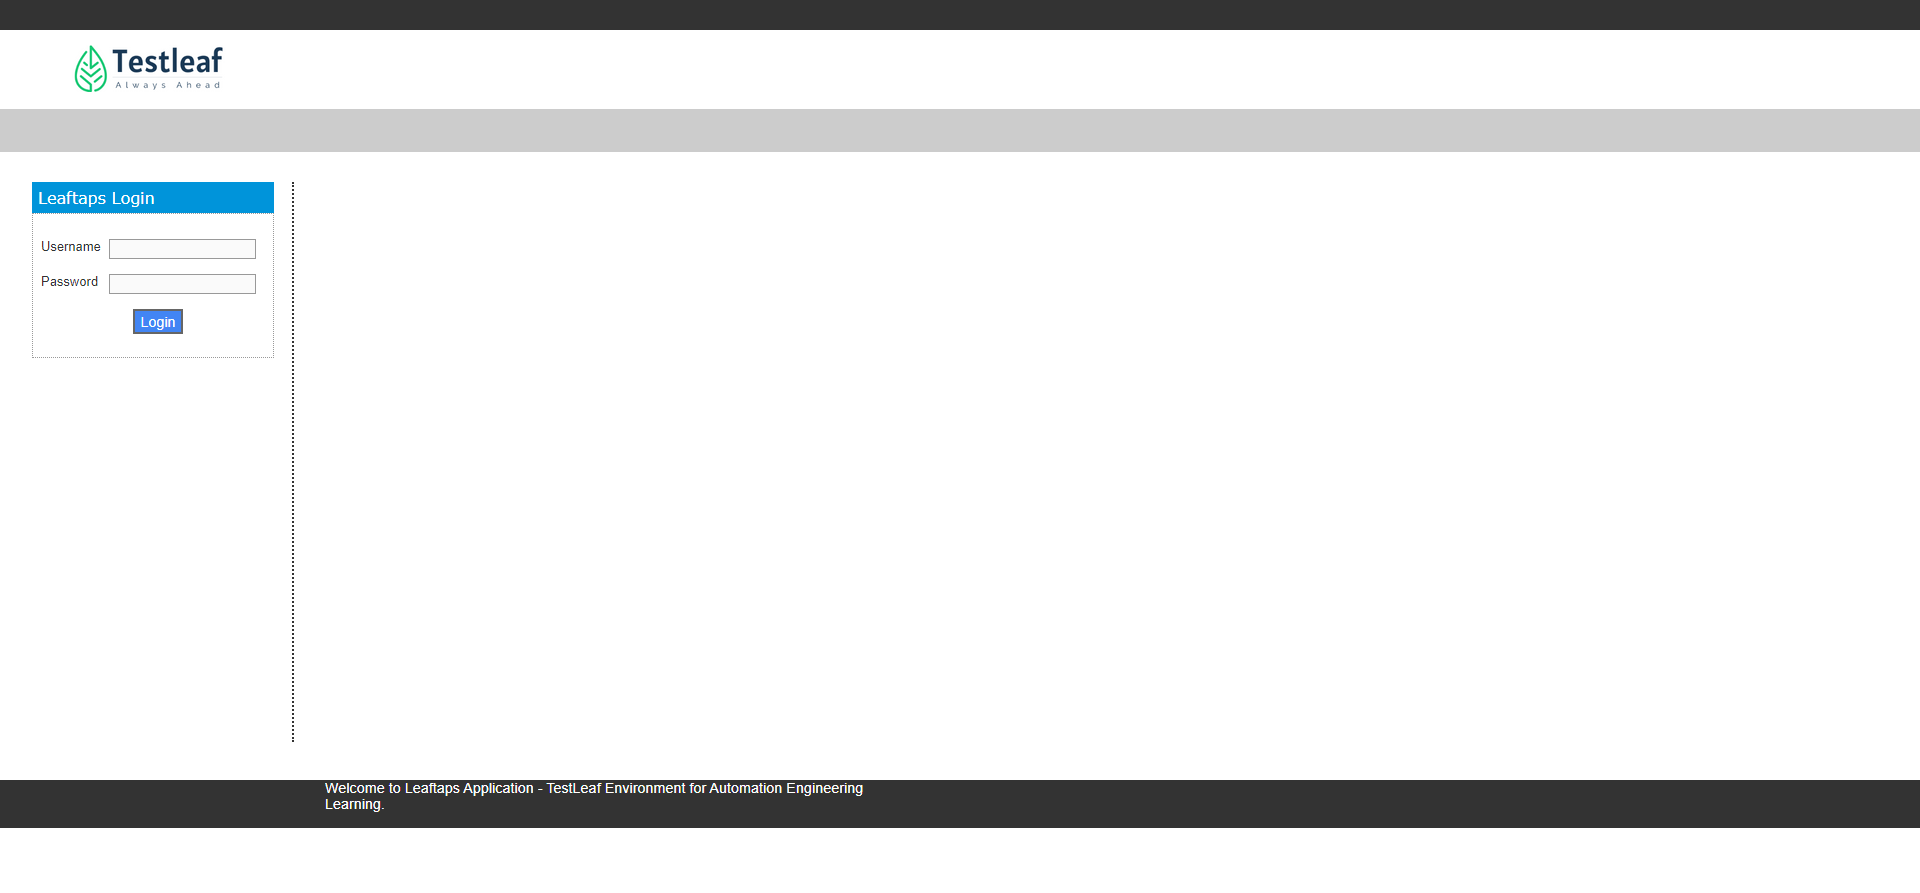 Testleaf
Always Ahead
Leaftaps Login
Username
Password
Login
Welcome to Leaftaps Application - TestLeaf Environment for Automation Engineering
Learning.